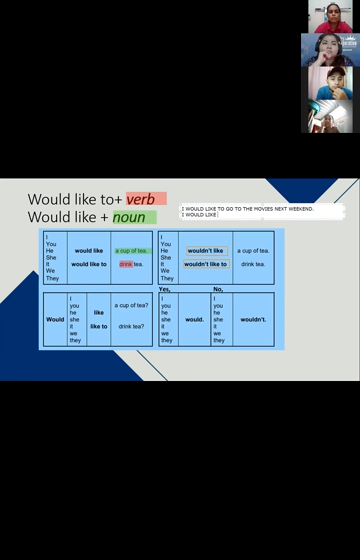 Would like to+ verb
Would like + noun
I WOULD LIKE TO GO TO THE MOVIES NEXT WEEKEND.
I WOULD LIKE
I
You
He
She
It
We
They
would like
would like to
a cup of tea.
drink tea.
I
You
He
She
It
We
They
wouldn't like
wouldn't like to
a cup of tea.
drink tea.
Would
I
you
he
she
it
we
they
like
like to
a cup of tea?
drink tea?
Yes,
I
you
he
she
it
we
they
would.
No,
I
you
he
she
it
we
they
wouldn't.